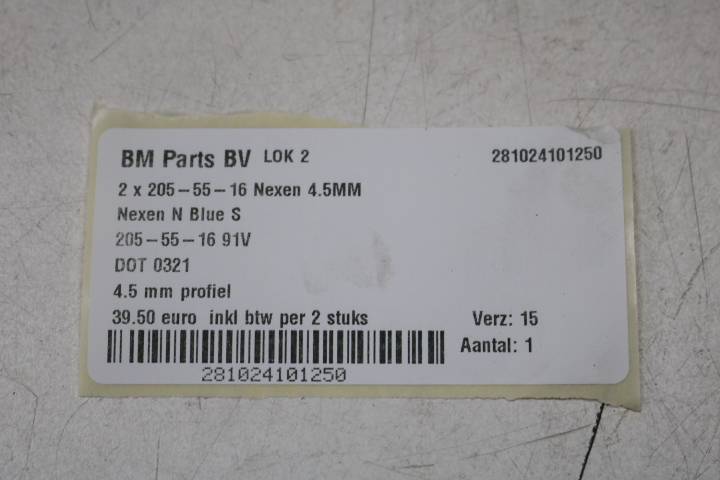 BM Parts BV LOK 2 281024101250
2 x 205-55-16 Nexen 4.5MM
Nexen N Blue S
205-55-16 91V
DOT 0321
4.5 mm profiel
39.50 euro inkl btw per 2 stuks Verz: 15
Aantal: 1
281024101250